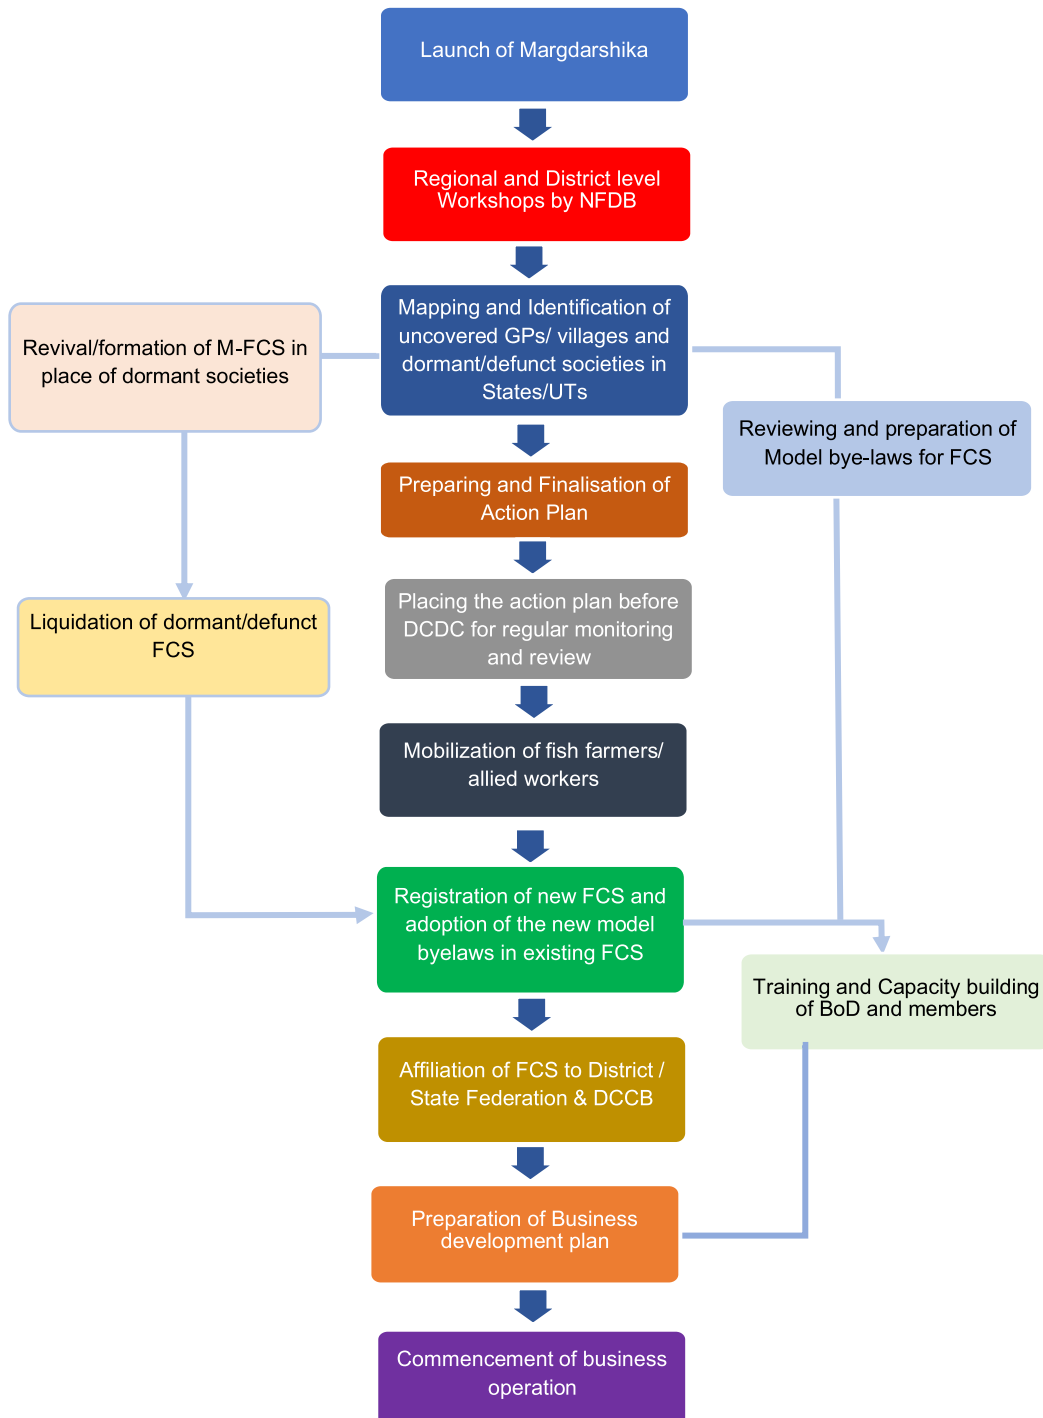 Launch of Margdarshika
Regional and District level
Workshops by NFDB
Mapping and Identification of
uncovered GPs/ villages and
dormant/defunct societies in
States/UTs
Revival/formation of M-FCS in
place of dormant societies
Reviewing and preparation of
Model bye-laws for FCS
Preparing and Finalisation of
Action Plan
Placing the action plan before
DCDC for regular monitoring
and review
Liquidation of dormant/defunct
FCS
Mobilization of fish farmers/
allied workers
Registration of new FCS and
adoption of the new model
byelaws in existing FCS
Training and Capacity building
of BoD and members
Affiliation of FCS to District /
State Federation & DCCB
Preparation of Business
development plan
Commencement of business
operation